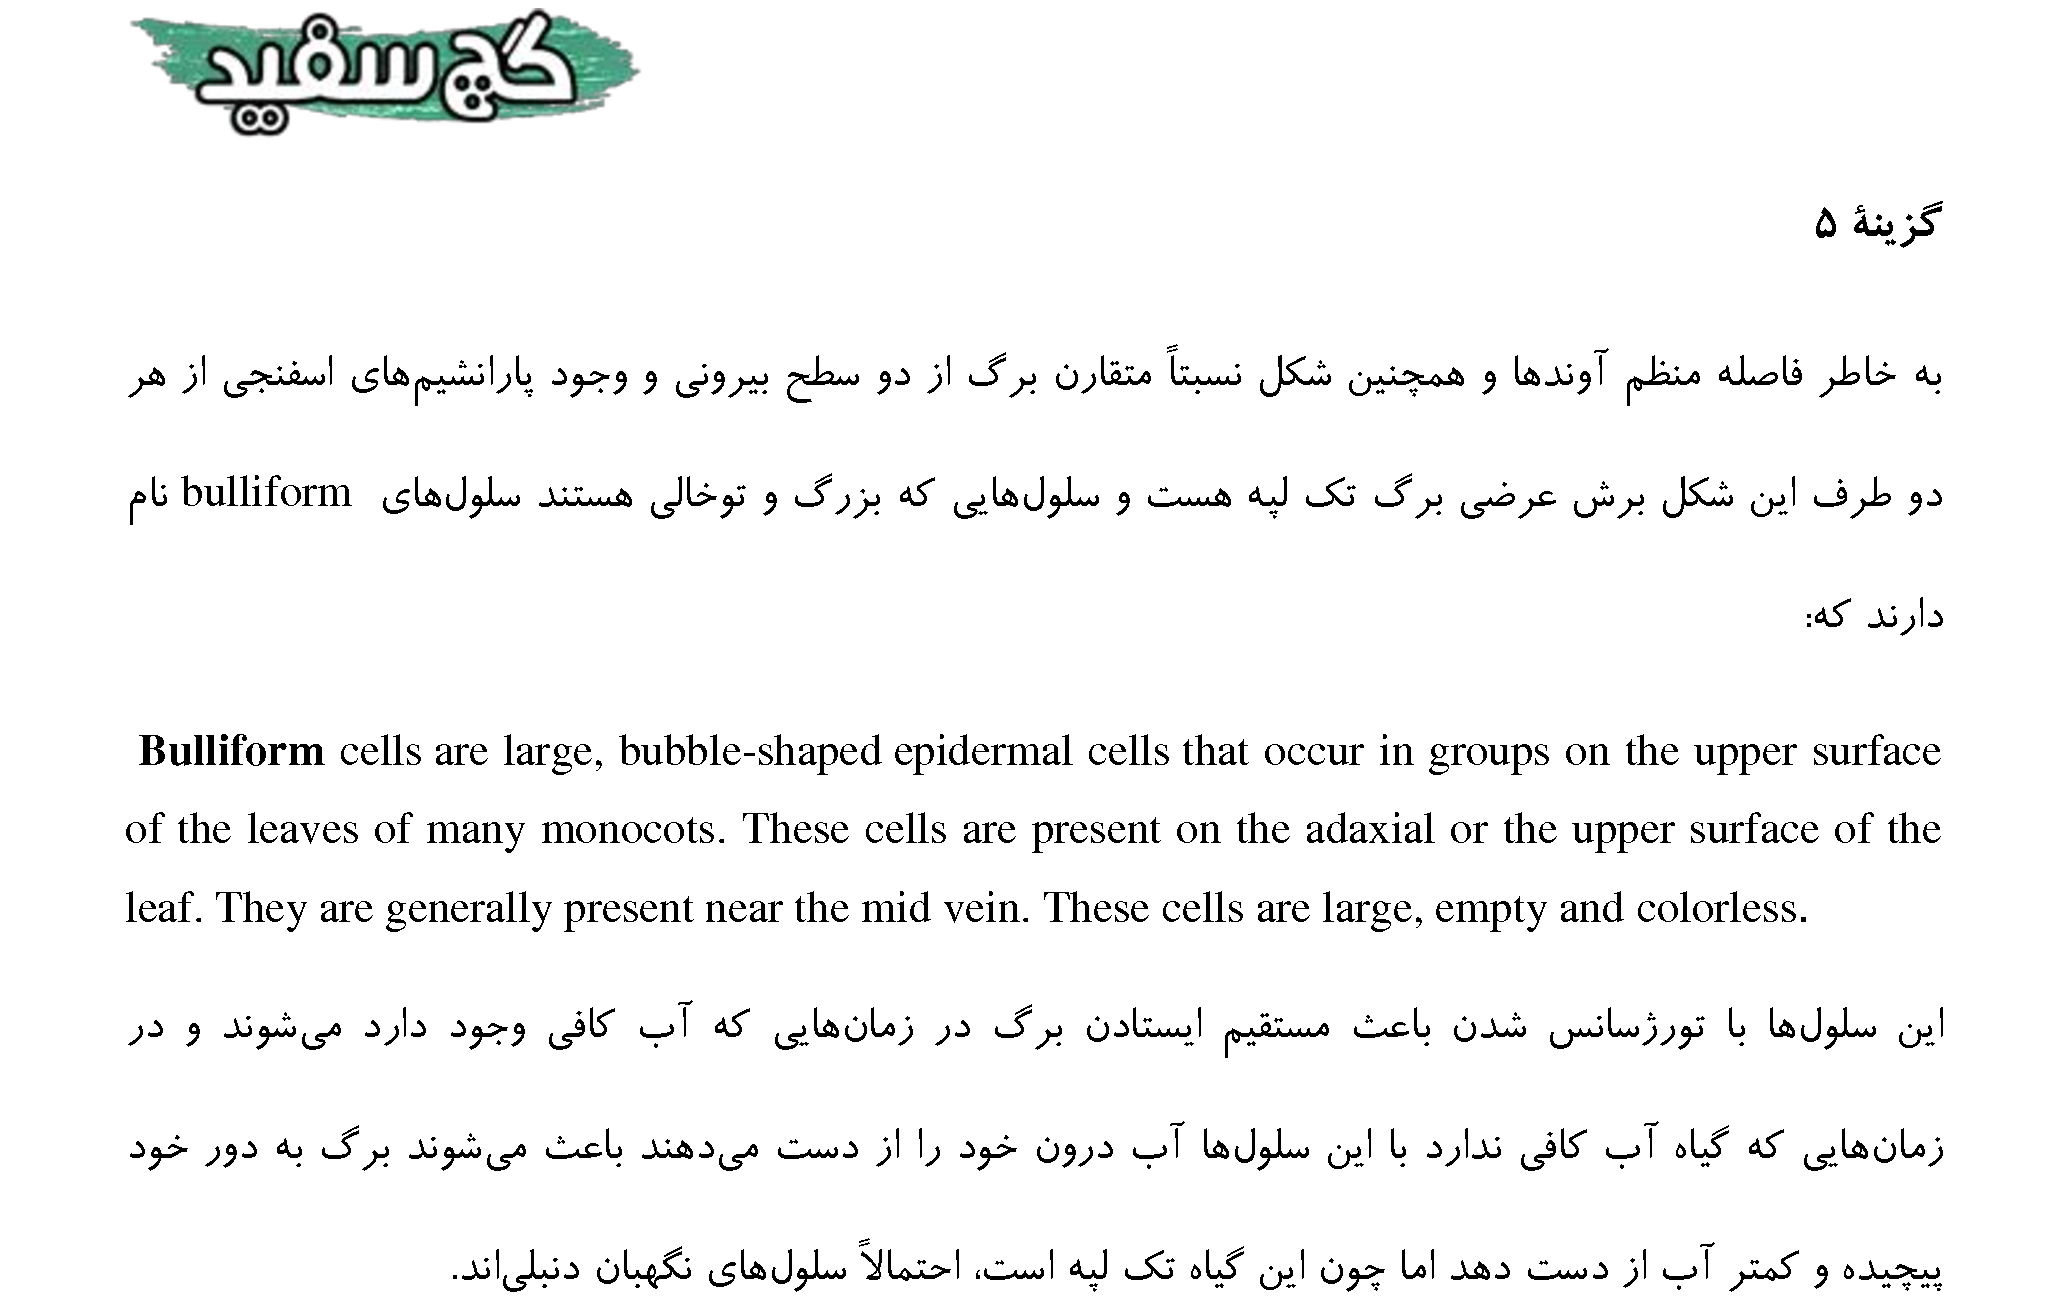 گچ سفید
گزینهٔ ۵
به خاطر فاصله منظم آوندها و همچنین شکل نسبتاً متقارن برگ از دو سطح بیرونی و وجود پارانشیم‌های اسفنجی از هر
دو طرف این شکل برش عرضی برگ تک لپه هست و سلول‌هایی که بزرگ و توخالی هستند سلول‌های bulliform نام
دارند که:
Bulliform cells are large, bubble-shaped epidermal cells that occur in groups on the upper surface
of the leaves of many monocots. These cells are present on the adaxial or the upper surface of the
leaf. They are generally present near the mid vein. These cells are large, empty and colorless.
این سلول‌ها با تورژسانس شدن باعث مستقیم ایستادن برگ در زمان‌هایی که آب کافی وجود دارد می‌شوند و در
زمان‌هایی که گیاه آب کافی ندارد با این سلول‌ها آب درون خود را از دست می‌دهند باعث می‌شوند برگ به دور خود
پیچیده و کمتر آب از دست دهد اما چون این گیاه تک لپه است، احتمالاً سلول‌های نگهبان دنبلی‌اند.